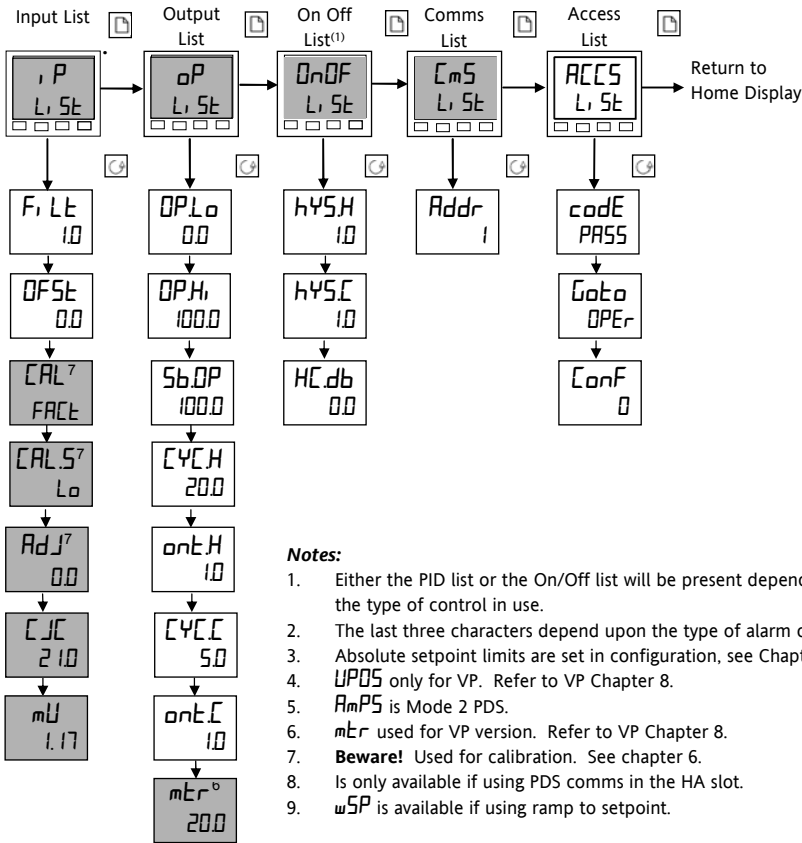 Input List
Output
List
On Off
List(1)
Comms
List
Access
List
iP
LiSt
oP
LiSt
OnOF
LiSt
CmS
LiSt
ACCS
LiSt
Return to
Home Display
FiLt
1.0
OFSt
0.0
CAL7
FACt
CAL.S7
Lo
AdJ7
0.0
CJC
21.0
mV
1.17
OP.Lo
0.0
OP.Hi
100.0
Sb.OP
100.0
CYC.H
20.0
ont.H
1.0
CYC.C
5.0
ont.C
1.0
mtr6
20.0
hYS.H
1.0
hYS.C
1.0
HC.db
0.0
Addr
1
codE
PASS
Goto
OPEr
ConF
0
Notes:
1. Either the PID list or the On/Off list will be present depend
the type of control in use.
2. The last three characters depend upon the type of alarm
3. Absolute setpoint limits are set in configuration, see Chapt
4. VPOS only for VP. Refer to VP Chapter 8.
5. AmPS is Mode 2 PDS.
6. mtr used for VP version. Refer to VP Chapter 8.
7. Beware! Used for calibration. See chapter 6.
8. Is only available if using PDS comms in the HA slot.
9. wSP is available if using ramp to setpoint.